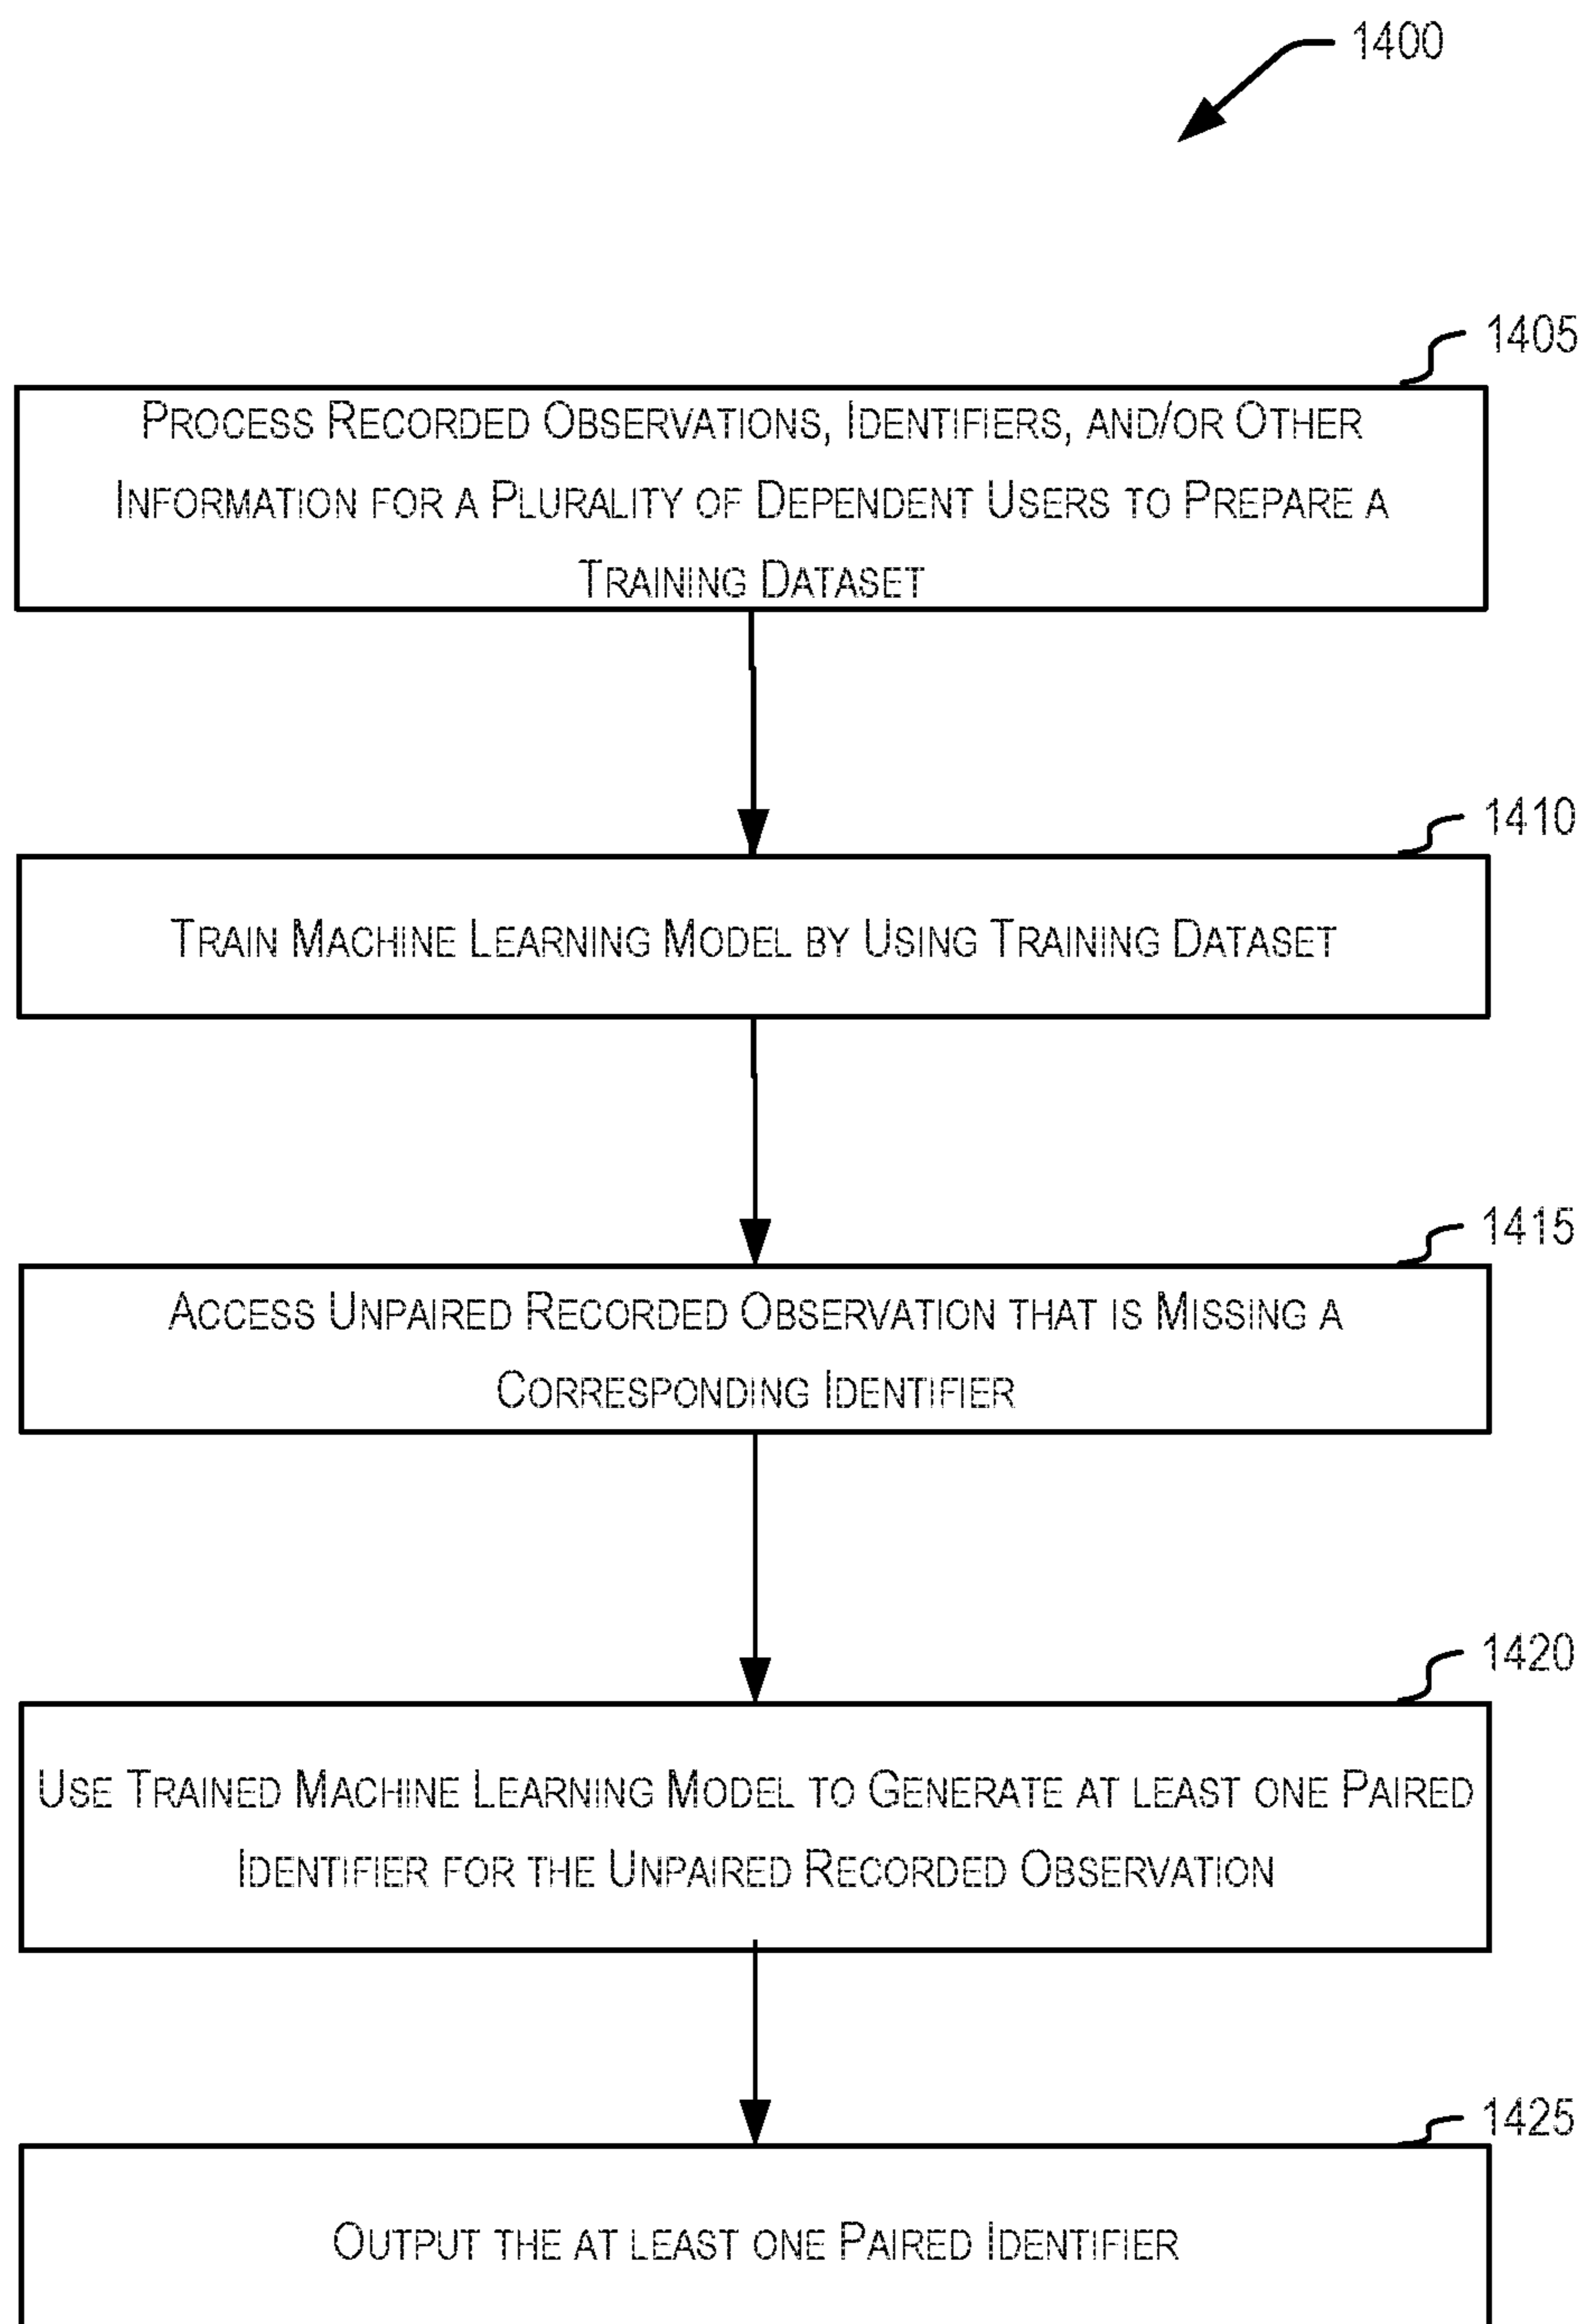 1400
1405
PROCESS RECORDED OBSERVATIONS, IDENTIFIERS, AND/OR OTHER
INFORMATION FOR A PLURALITY OF DEPENDENT USERS TO PREPARE A
TRAINING DATASET
1410
TRAIN MACHINE LEARNING MODEL BY USING TRAINING DATASET
1415
ACCESS UNPAIRED RECORDED OBSERVATION THAT IS MISSING A
CORRESPONDING IDENTIFIER
1420
USE TRAINED MACHINE LEARNING MODEL TO GENERATE AT LEAST ONE PAIRED
IDENTIFIER FOR THE UNPAIRED RECORDED OBSERVATION
1425
OUTPUT THE AT LEAST ONE PAIRED IDENTIFIER